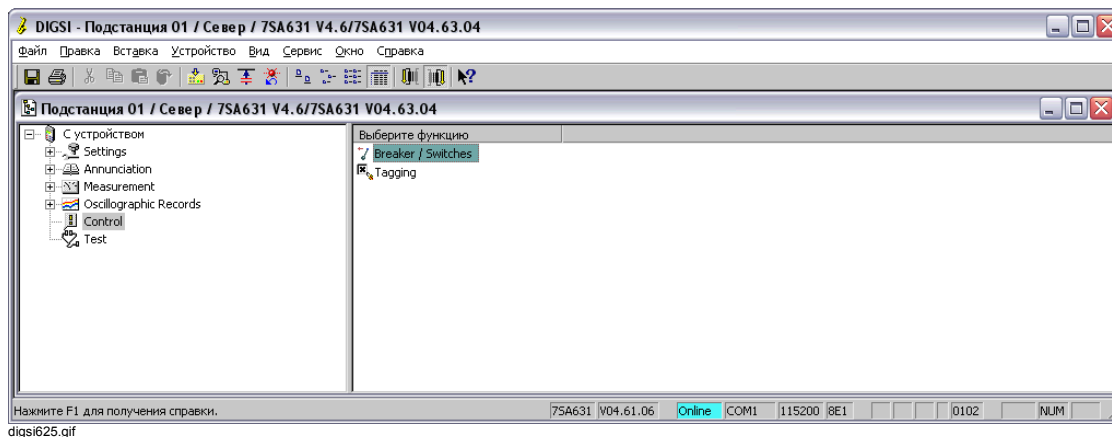 DIGSI - Подстанция 01 / Север / 7SA631 V4.6/7SA631 V04.63.04
Файл Правка Вставка Устройство Вид Сервис Окно Справка
Подстанция 01 / Север / 7SA631 V4.6/7SA631 V04.63.04
С устройством
Settings
Annunciation
Measurement
Oscillographic Records
Control
Test
Выберите функцию
Breaker / Switches
Tagging
Нажмите F1 для получения справки.
7SA631 V04.61.06 Online COM1 115200 8E1 0102 NUM
digsi625.gif